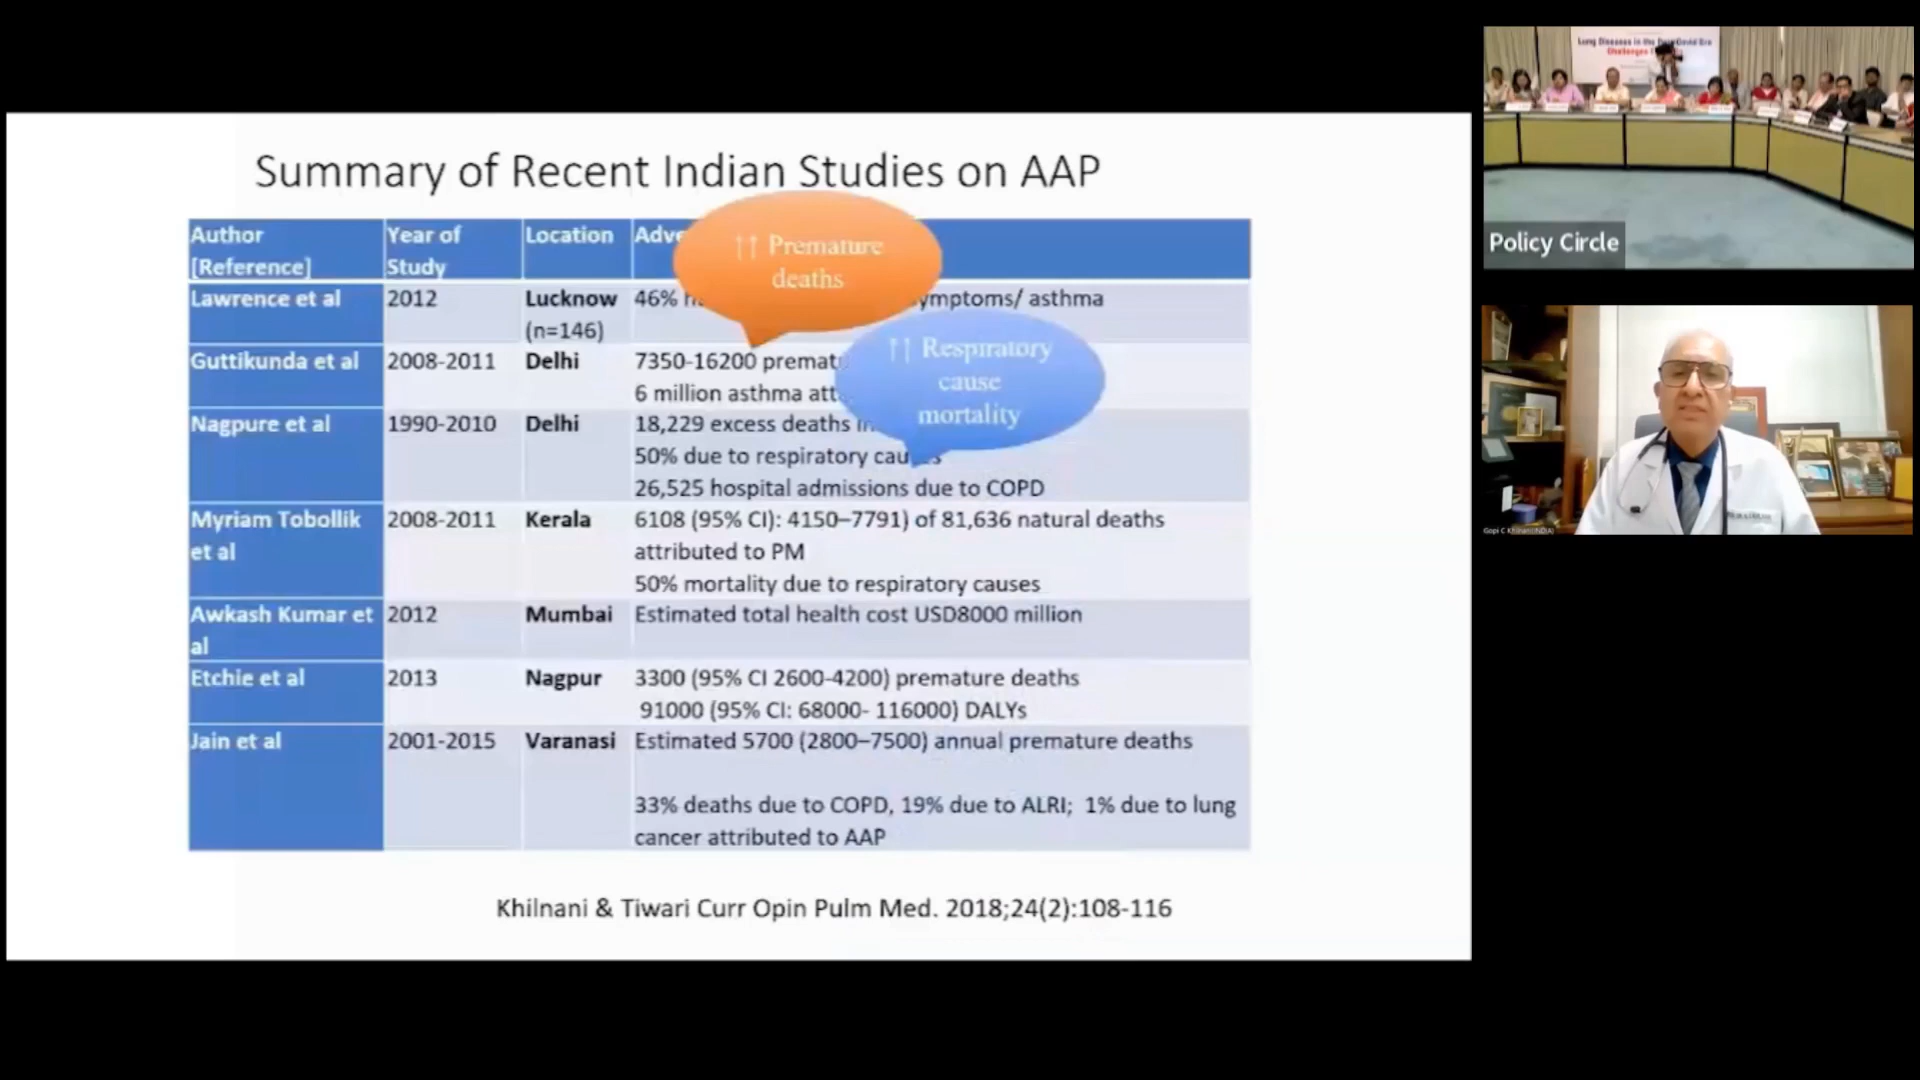 Summary of Recent Indian Studies on AAP
Author
[Reference]
Year of
Study
Location
↑↑ Premature
deaths
Lawrence et al
2012
Lucknow
(n=146)
46%
symptoms/ asthma
↑↑ Respiratory
cause
mortality
Guttikunda et al
2008-2011
Delhi
7350-16200
6 million asthma
Nagpure et al
1990-2010
Delhi
18,229 excess deaths
50% due to respiratory
26,525 hospital admissions due to COPD
Myriam Tobollik
et al
2008-2011
Kerala
6108 (95% CI): 4150–7791) of 81,636 natural deaths
attributed to PM
50% mortality due to respiratory causes
Awkash Kumar et
al
2012
Mumbai
Estimated total health cost USD8000 million
Etchie et al
2013
Nagpur
3300 (95% CI 2600-4200) premature deaths
91000 (95% CI: 68000- 116000) DALYs
Jain et al
2001-2015
Varanasi
Estimated 5700 (2800–7500) annual premature deaths
33% deaths due to COPD, 19% due to ALRI; 1% due to lung
cancer attributed to AAP
Khilnani & Tiwari Curr Opin Pulm Med. 2018;24(2):108-116
Lung Diseases in the Post Covid Era
Policy Circle